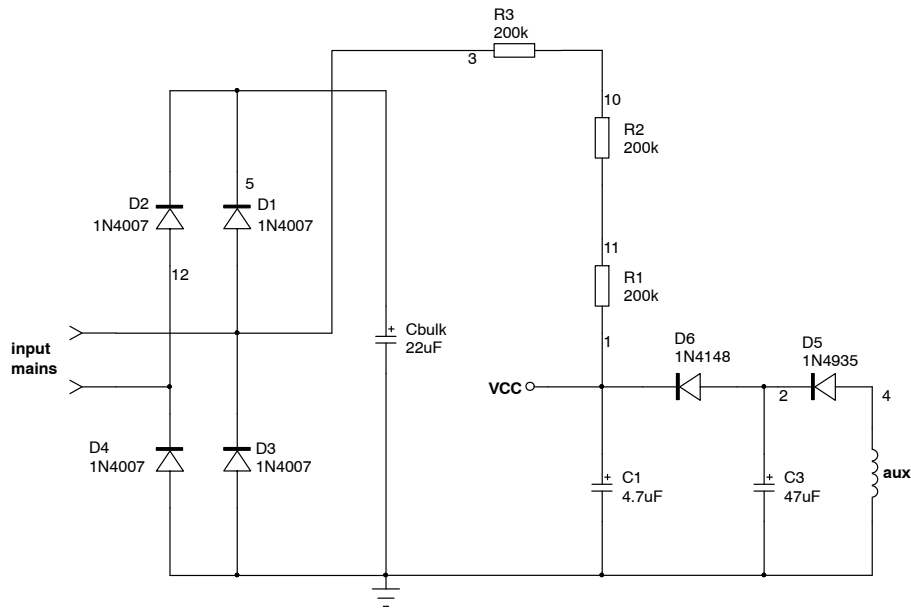 R3
200k
3
10
R2
200k
5
D2
1N4007
D1
1N4007
12
11
R1
200k
input
mains
Cbulk
22uF
+
1
D6
1N4148
D5
1N4935
VCC
2
4
D4
1N4007
D3
1N4007
+
C1
4.7uF
+
C3
47uF
aux